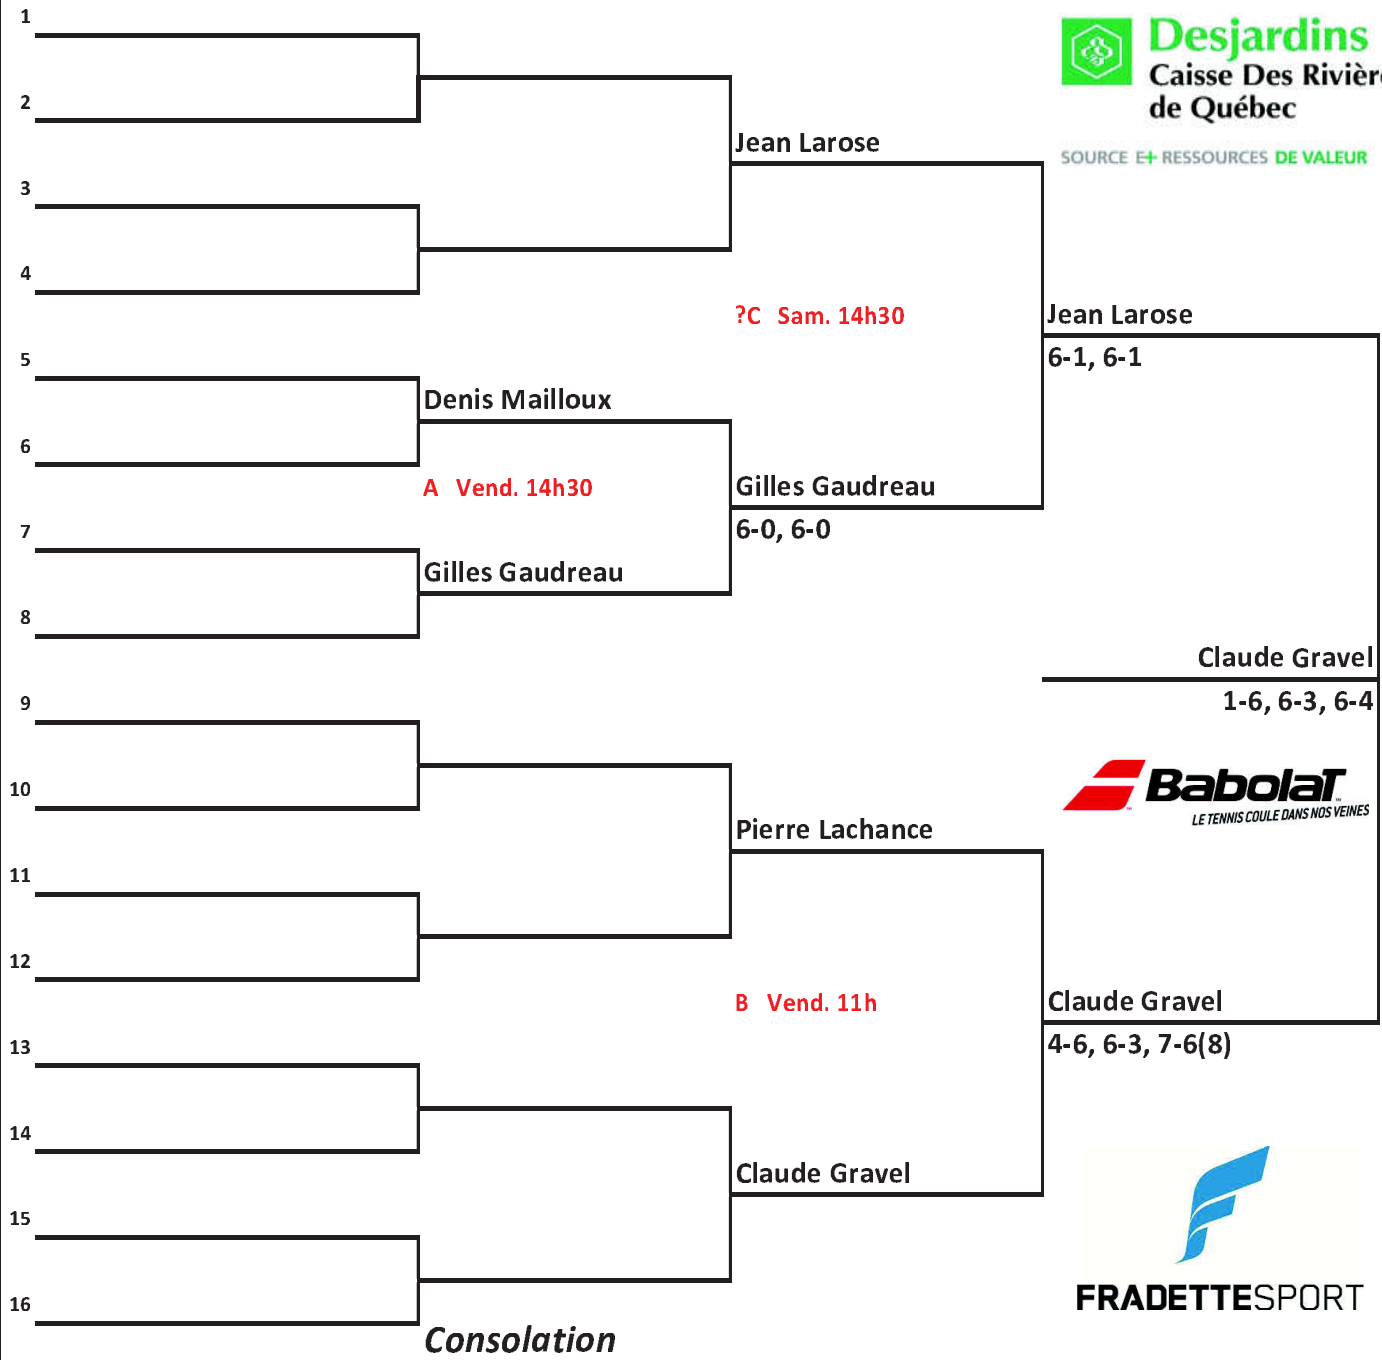 1
Desjardins
Caisse Des Rivièr
de Québec
2
Jean Larose
SOURCE E+ RESSOURCES DE VALEUR
3
4
?C Sam. 14h30
Jean Larose
6-1, 6-1
5
Denis Mailloux
6
A Vend. 14h30
Gilles Gaudreau
6-0, 6-0
7
Gilles Gaudreau
8
Claude Gravel
1-6, 6-3, 6-4
9
10
Babolat
LE TENNIS COULE DANS NOS VEINES
Pierre Lachance
11
12
B Vend. 11h
Claude Gravel
4-6, 6-3, 7-6(8)
13
14
Claude Gravel
15
16
FRADETTESPORT
Consolation